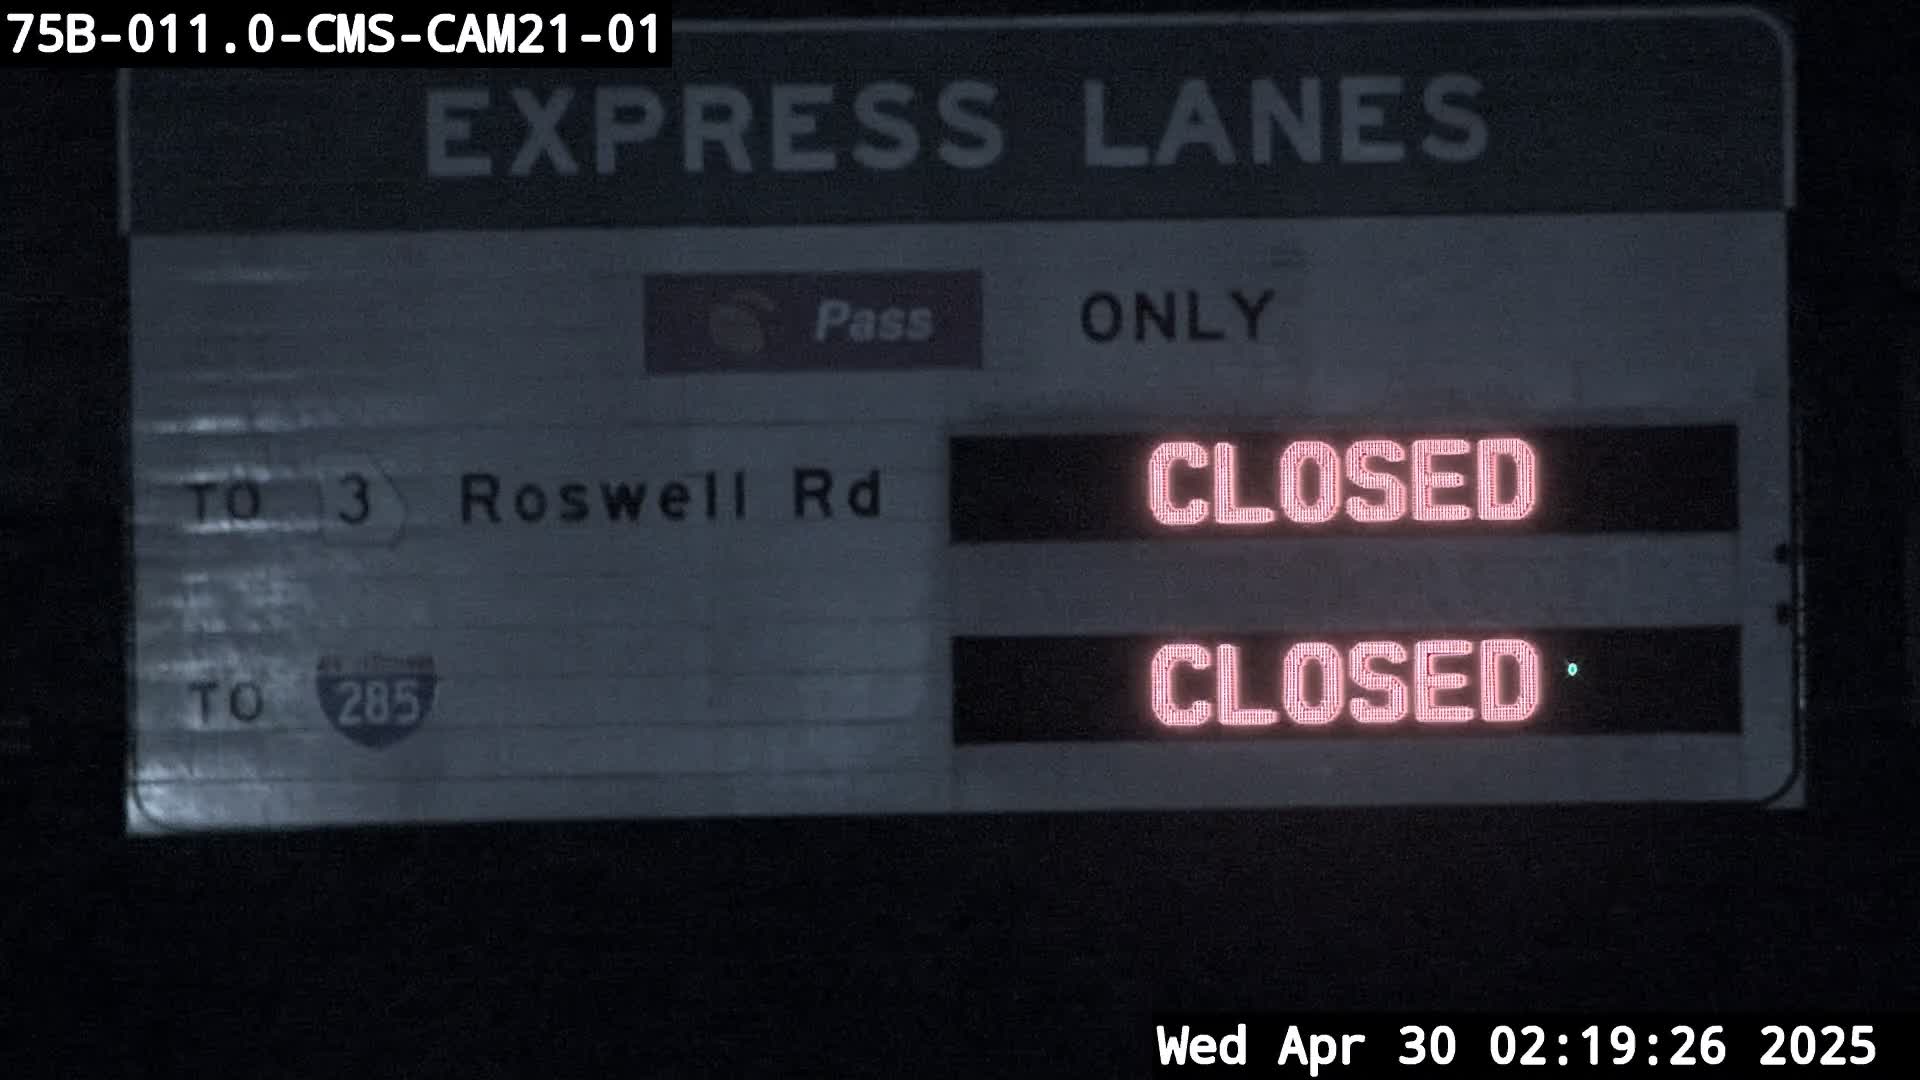 75B-011.0-CMS-CAM21-01
EXPRESS LANES
Pass ONLY
TO 3 Roswell Rd CLOSED
TO 285 CLOSED
Wed Apr 30 02:19:26 2025